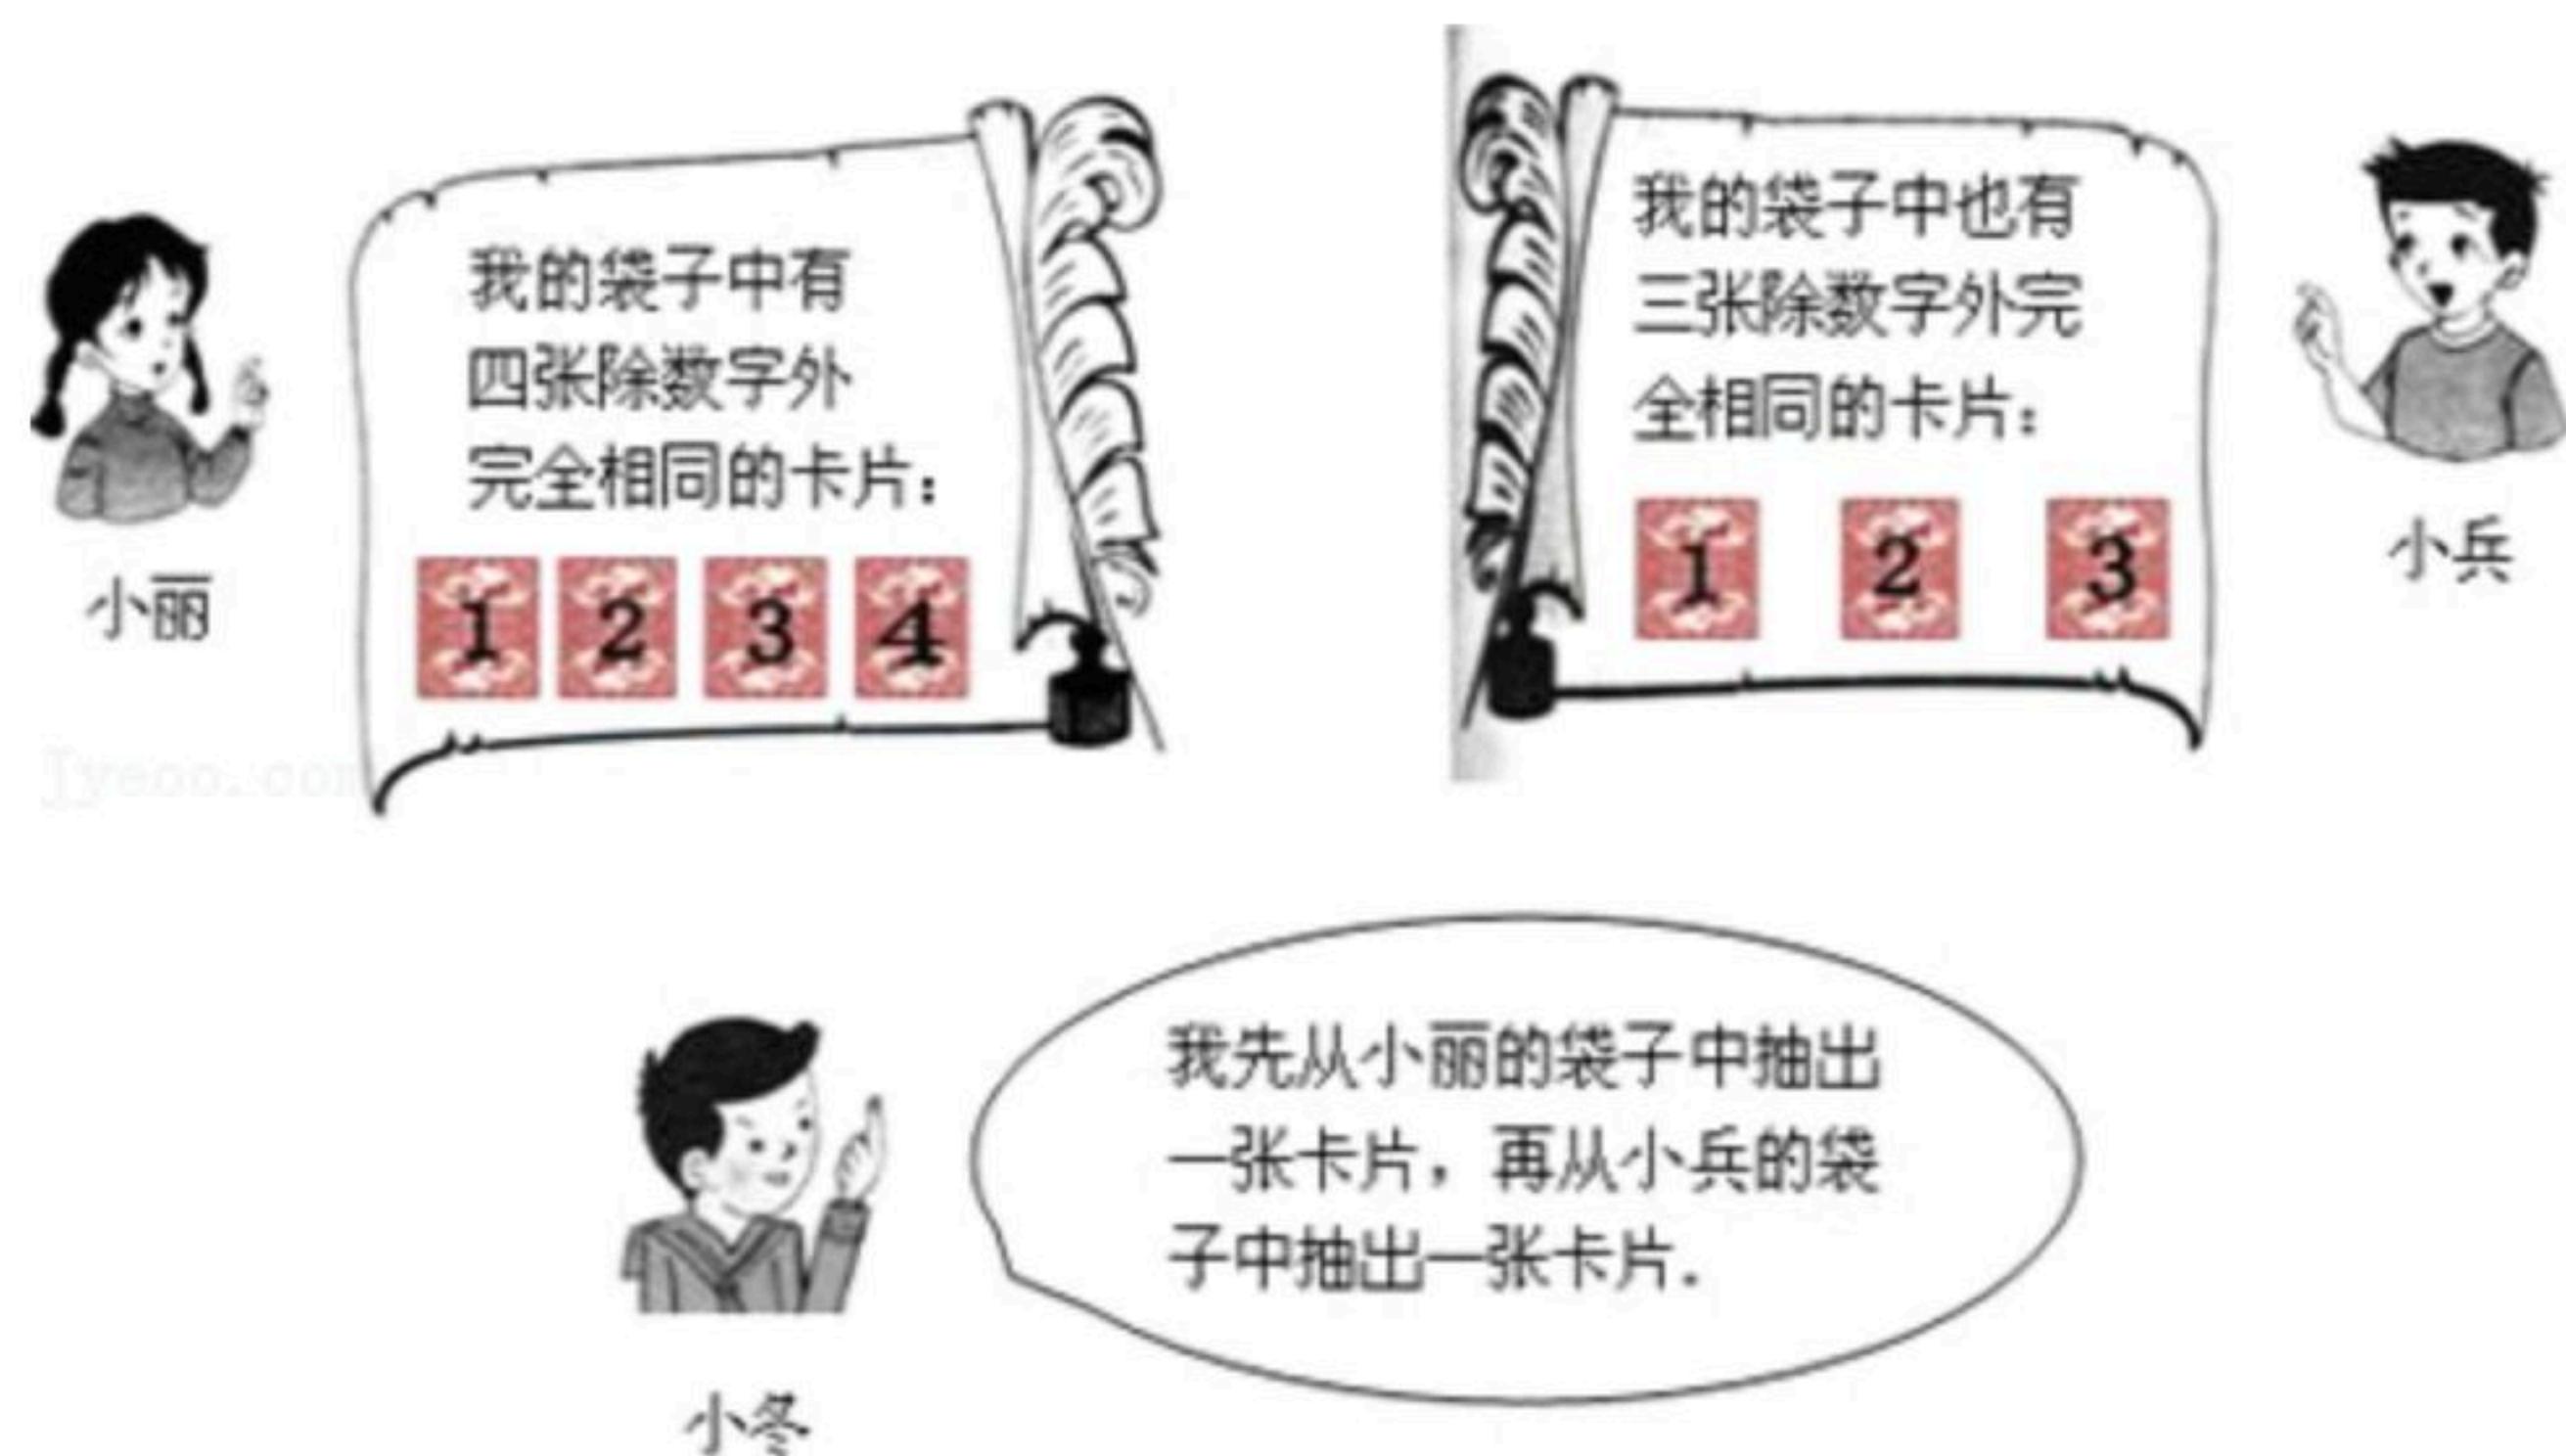 我的袋子中有
四张除数字外
完全相同的卡片:
1 2 3 4
小丽
我的袋子中也有
三张除数字外完
全相同的卡片:
1 2 3
小兵
我先从小丽的袋子中抽出
一张卡片，再从小兵的袋
子中抽出一张卡片.
小冬
Jyeoo.com